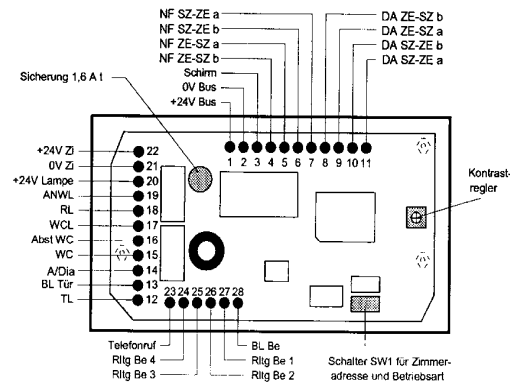 NF SZ-ZE a
NF SZ-ZE b
NF ZE-SZ a
NF ZE-SZ b
Schirm
0V Bus
+24V Bus
DA ZE-SZ b
DA ZE-SZ a
DA SZ-ZE b
DA SZ-ZE a
Sicherung 1,6 A t
1 2 3 4 5 6 7 8 9 10 11
+24V Zi 22
0V Zi 21
+24V Lampe 20
ANWL 19
RL 18
WCL 17
Abst WC 16
WC 15
A/Dia 14
BL Tür 13
TL 12
Kontrast-
regler
23 24 25 26 27 28
Telefonruf
Rltg Be 4
Rltg Be 3
BL Be
Rltg Be 1
Rltg Be 2
Schalter SW1 für Zimmer-
adresse und Betriebsart